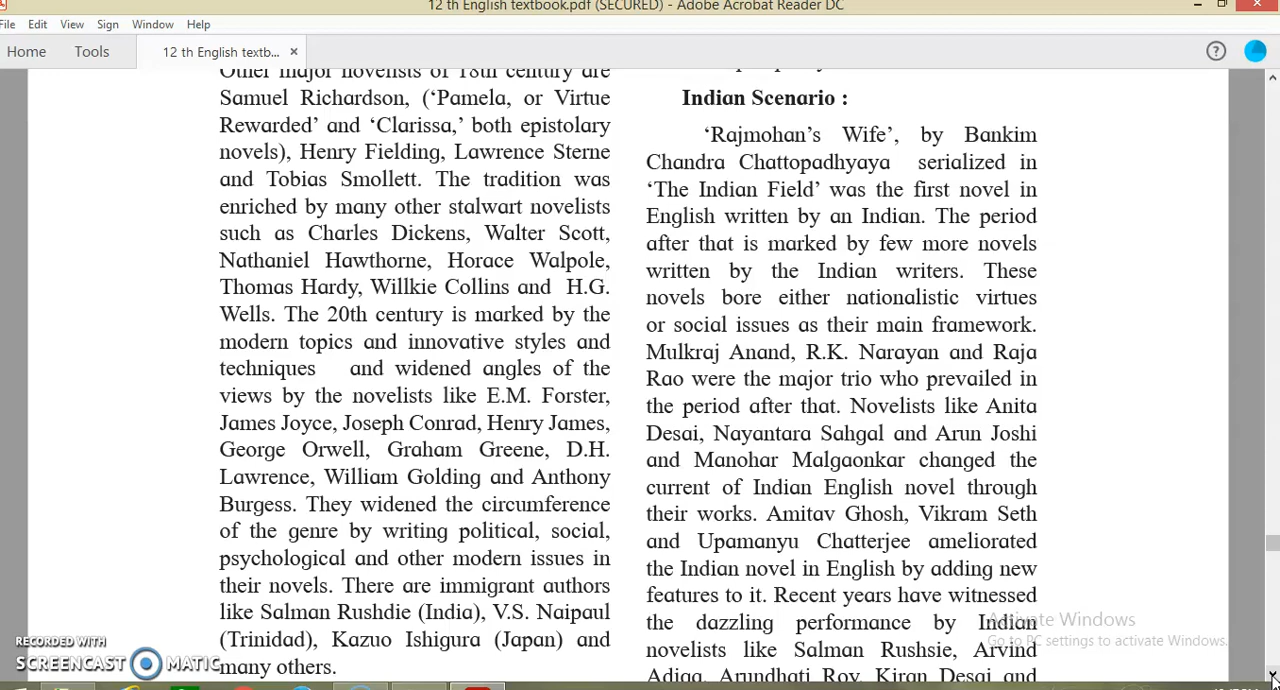 12 th English textbook.pdf (SECURED) - Adobe Acrobat Reader DC
File Edit View Sign Window Help
Home Tools 12 th English textb... ×
Other major novelists of 18th century are
Samuel Richardson, (‘Pamela, or Virtue
Rewarded’ and ‘Clarissa,’ both epistolary
novels), Henry Fielding, Lawrence Sterne
and Tobias Smollett. The tradition was
enriched by many other stalwart novelists
such as Charles Dickens, Walter Scott,
Nathaniel Hawthorne, Horace Walpole,
Thomas Hardy, Willkie Collins and H.G.
Wells. The 20th century is marked by the
modern topics and innovative styles and
techniques and widened angles of the
views by the novelists like E.M. Forster,
James Joyce, Joseph Conrad, Henry James,
George Orwell, Graham Greene, D.H.
Lawrence, William Golding and Anthony
Burgess. They widened the circumference
of the genre by writing political, social,
psychological and other modern issues in
their novels. There are immigrant authors
like Salman Rushdie (India), V.S. Naipaul
(Trinidad), Kazuo Ishigura (Japan) and
many others.
Indian Scenario :
‘Rajmohan’s Wife’, by Bankim
Chandra Chattopadhyaya serialized in
‘The Indian Field’ was the first novel in
English written by an Indian. The period
after that is marked by few more novels
written by the Indian writers. These
novels bore either nationalistic virtues
or social issues as their main framework.
Mulkraj Anand, R.K. Narayan and Raja
Rao were the major trio who prevailed in
the period after that. Novelists like Anita
Desai, Nayantara Sahgal and Arun Joshi
and Manohar Malgaonkar changed the
current of Indian English novel through
their works. Amitav Ghosh, Vikram Seth
and Upamanyu Chatterjee ameliorated
the Indian novel in English by adding new
features to it. Recent years have witnessed
the dazzling performance by Indian
novelists like Salman Rushsie, Arvind
Adiga, Arundhati Roy, Kiran Desai and
Activate Windows
Go to PC settings to activate Windows.
RECORDED WITH
SCREENCAST MATIC